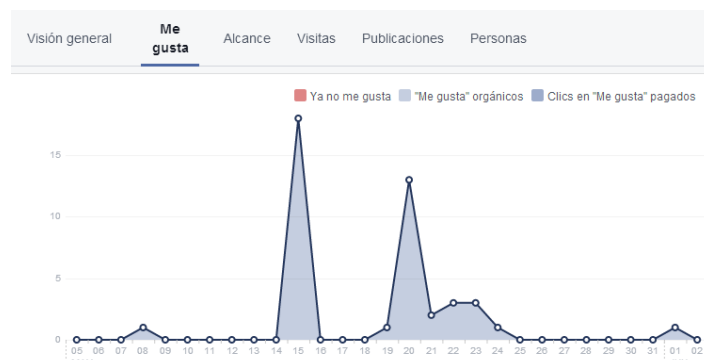 Visión general
Me gusta
Alcance
Visitas
Publicaciones
Personas
Ya no me gusta
"Me gusta" orgánicos
Clics en "Me gusta" pagados
15
10
5
0
05 06 07 08 09 10 11 12 13 14 15 16 17 18 19 20 21 22 23 24 25 26 27 28 29 30 31 01 02